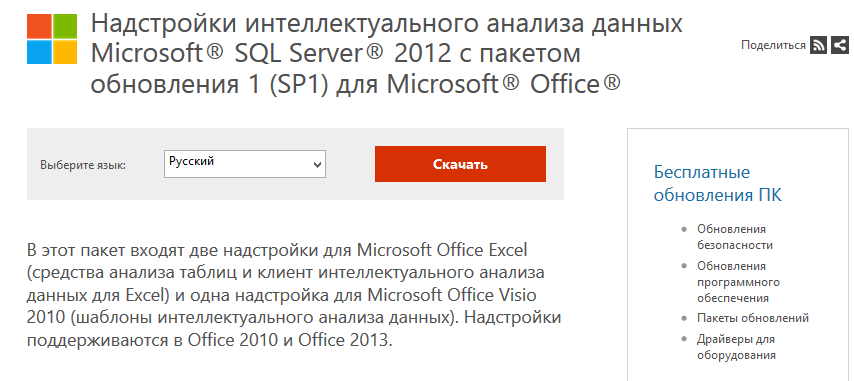 Надстройки интеллектуального анализа данных
Microsoft® SQL Server® 2012 с пакетом
обновления 1 (SP1) для Microsoft® Office®
Поделиться
Выберите язык:
Русский
Скачать
В этот пакет входят две надстройки для Microsoft Office Excel
(средства анализа таблиц и клиент интеллектуального анализа
данных для Excel) и одна надстройка для Microsoft Office Visio
2010 (шаблоны интеллектуального анализа данных). Надстройки
поддерживаются в Office 2010 и Office 2013.
Бесплатные
обновления ПК
Обновления
безопасности
Обновления
программного
обеспечения
Пакеты обновлений
Драйверы для
оборудования